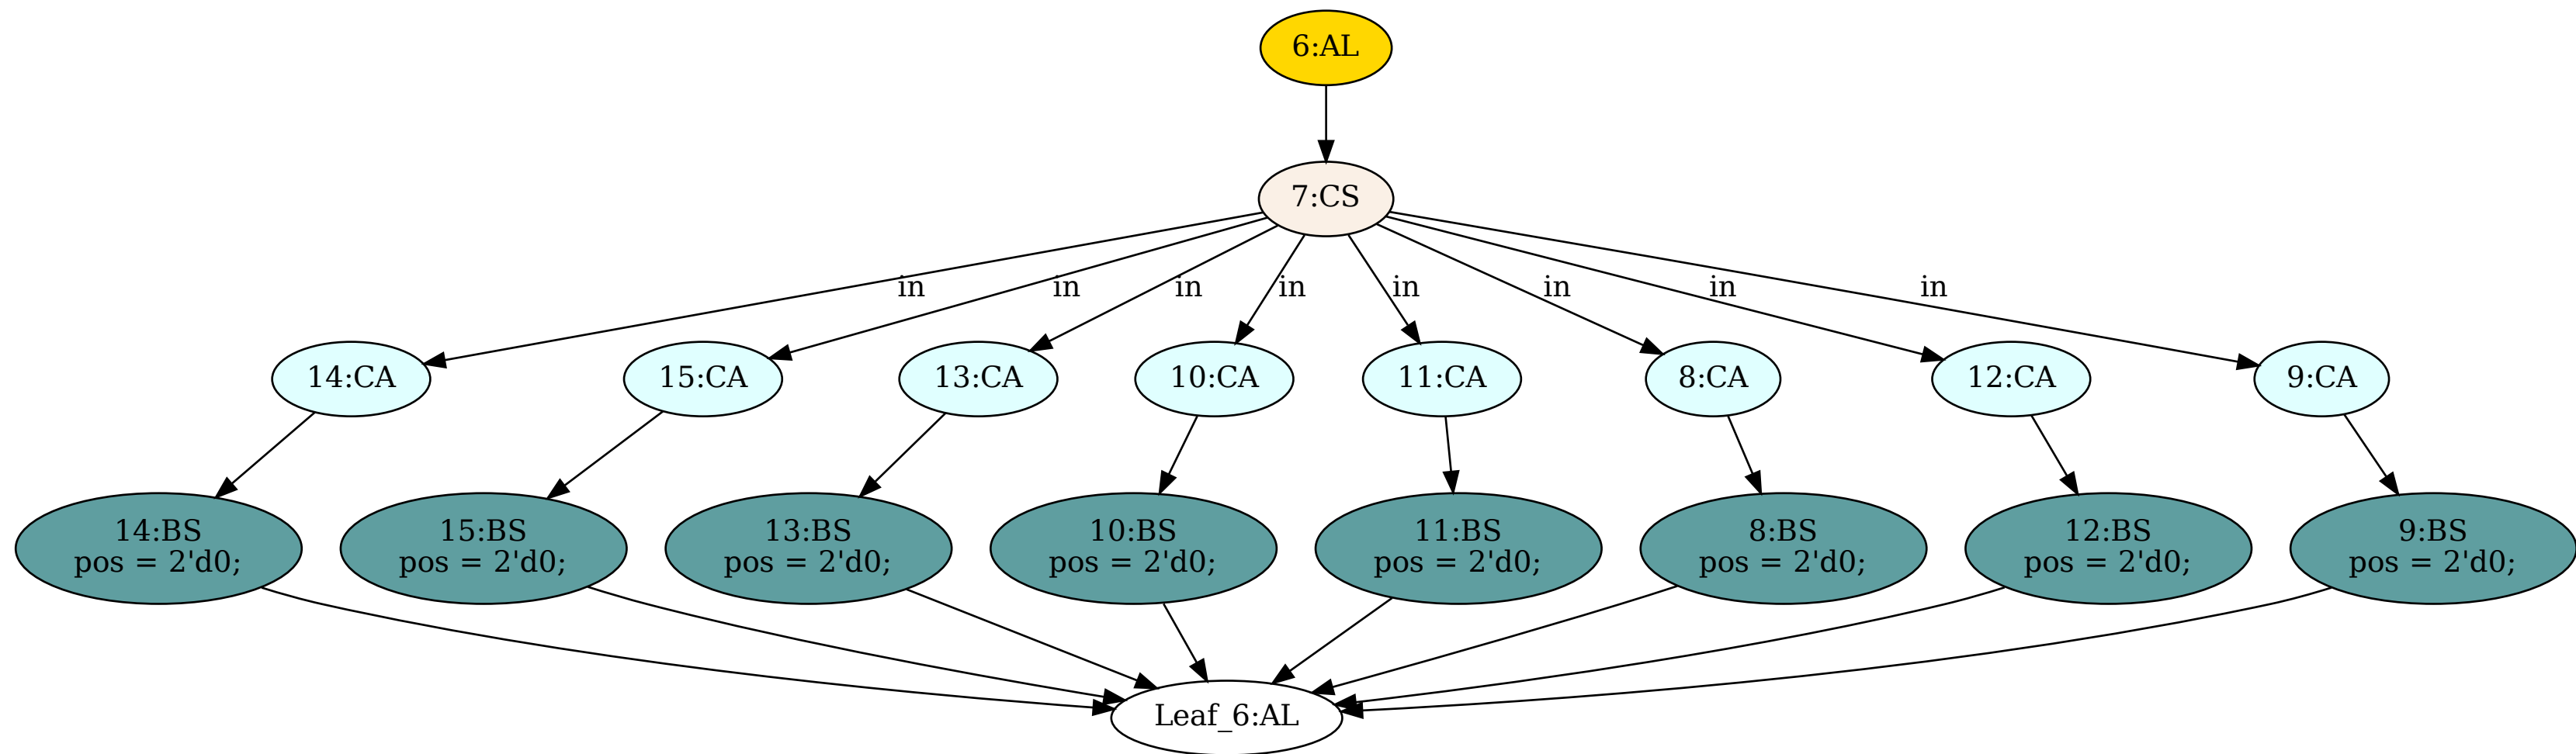 6:AL
7:CS
in
in
in
in
in
in
in
in
14:CA
15:CA
13:CA
10:CA
11:CA
8:CA
12:CA
9:CA
14:BS
pos = 2'd0;
15:BS
pos = 2'd0;
13:BS
pos = 2'd0;
10:BS
pos = 2'd0;
11:BS
pos = 2'd0;
8:BS
pos = 2'd0;
12:BS
pos = 2'd0;
9:BS
pos = 2'd0;
Leaf_6:AL